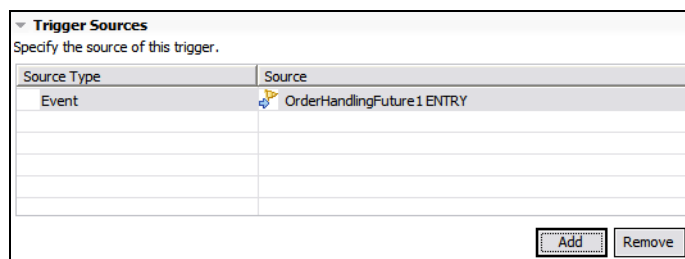 Trigger Sources
Specify the source of this trigger.
Source Type Source
Event OrderHandlingFuture1 ENTRY
Add Remove